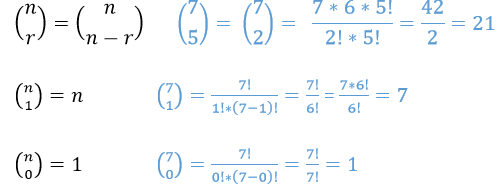 (n r) = (n n − r) (7 5) = (7 2) = 7 * 6 * 5! / 2! * 5! = 42 / 2 = 21
(n 1) = n (7 1) = 7! / 1!*(7−1)! = 7! / 6! = 7*6! / 6! = 7
(n 0) = 1 (7 0) = 7! / 0!*(7−0)! = 7! / 7! = 1